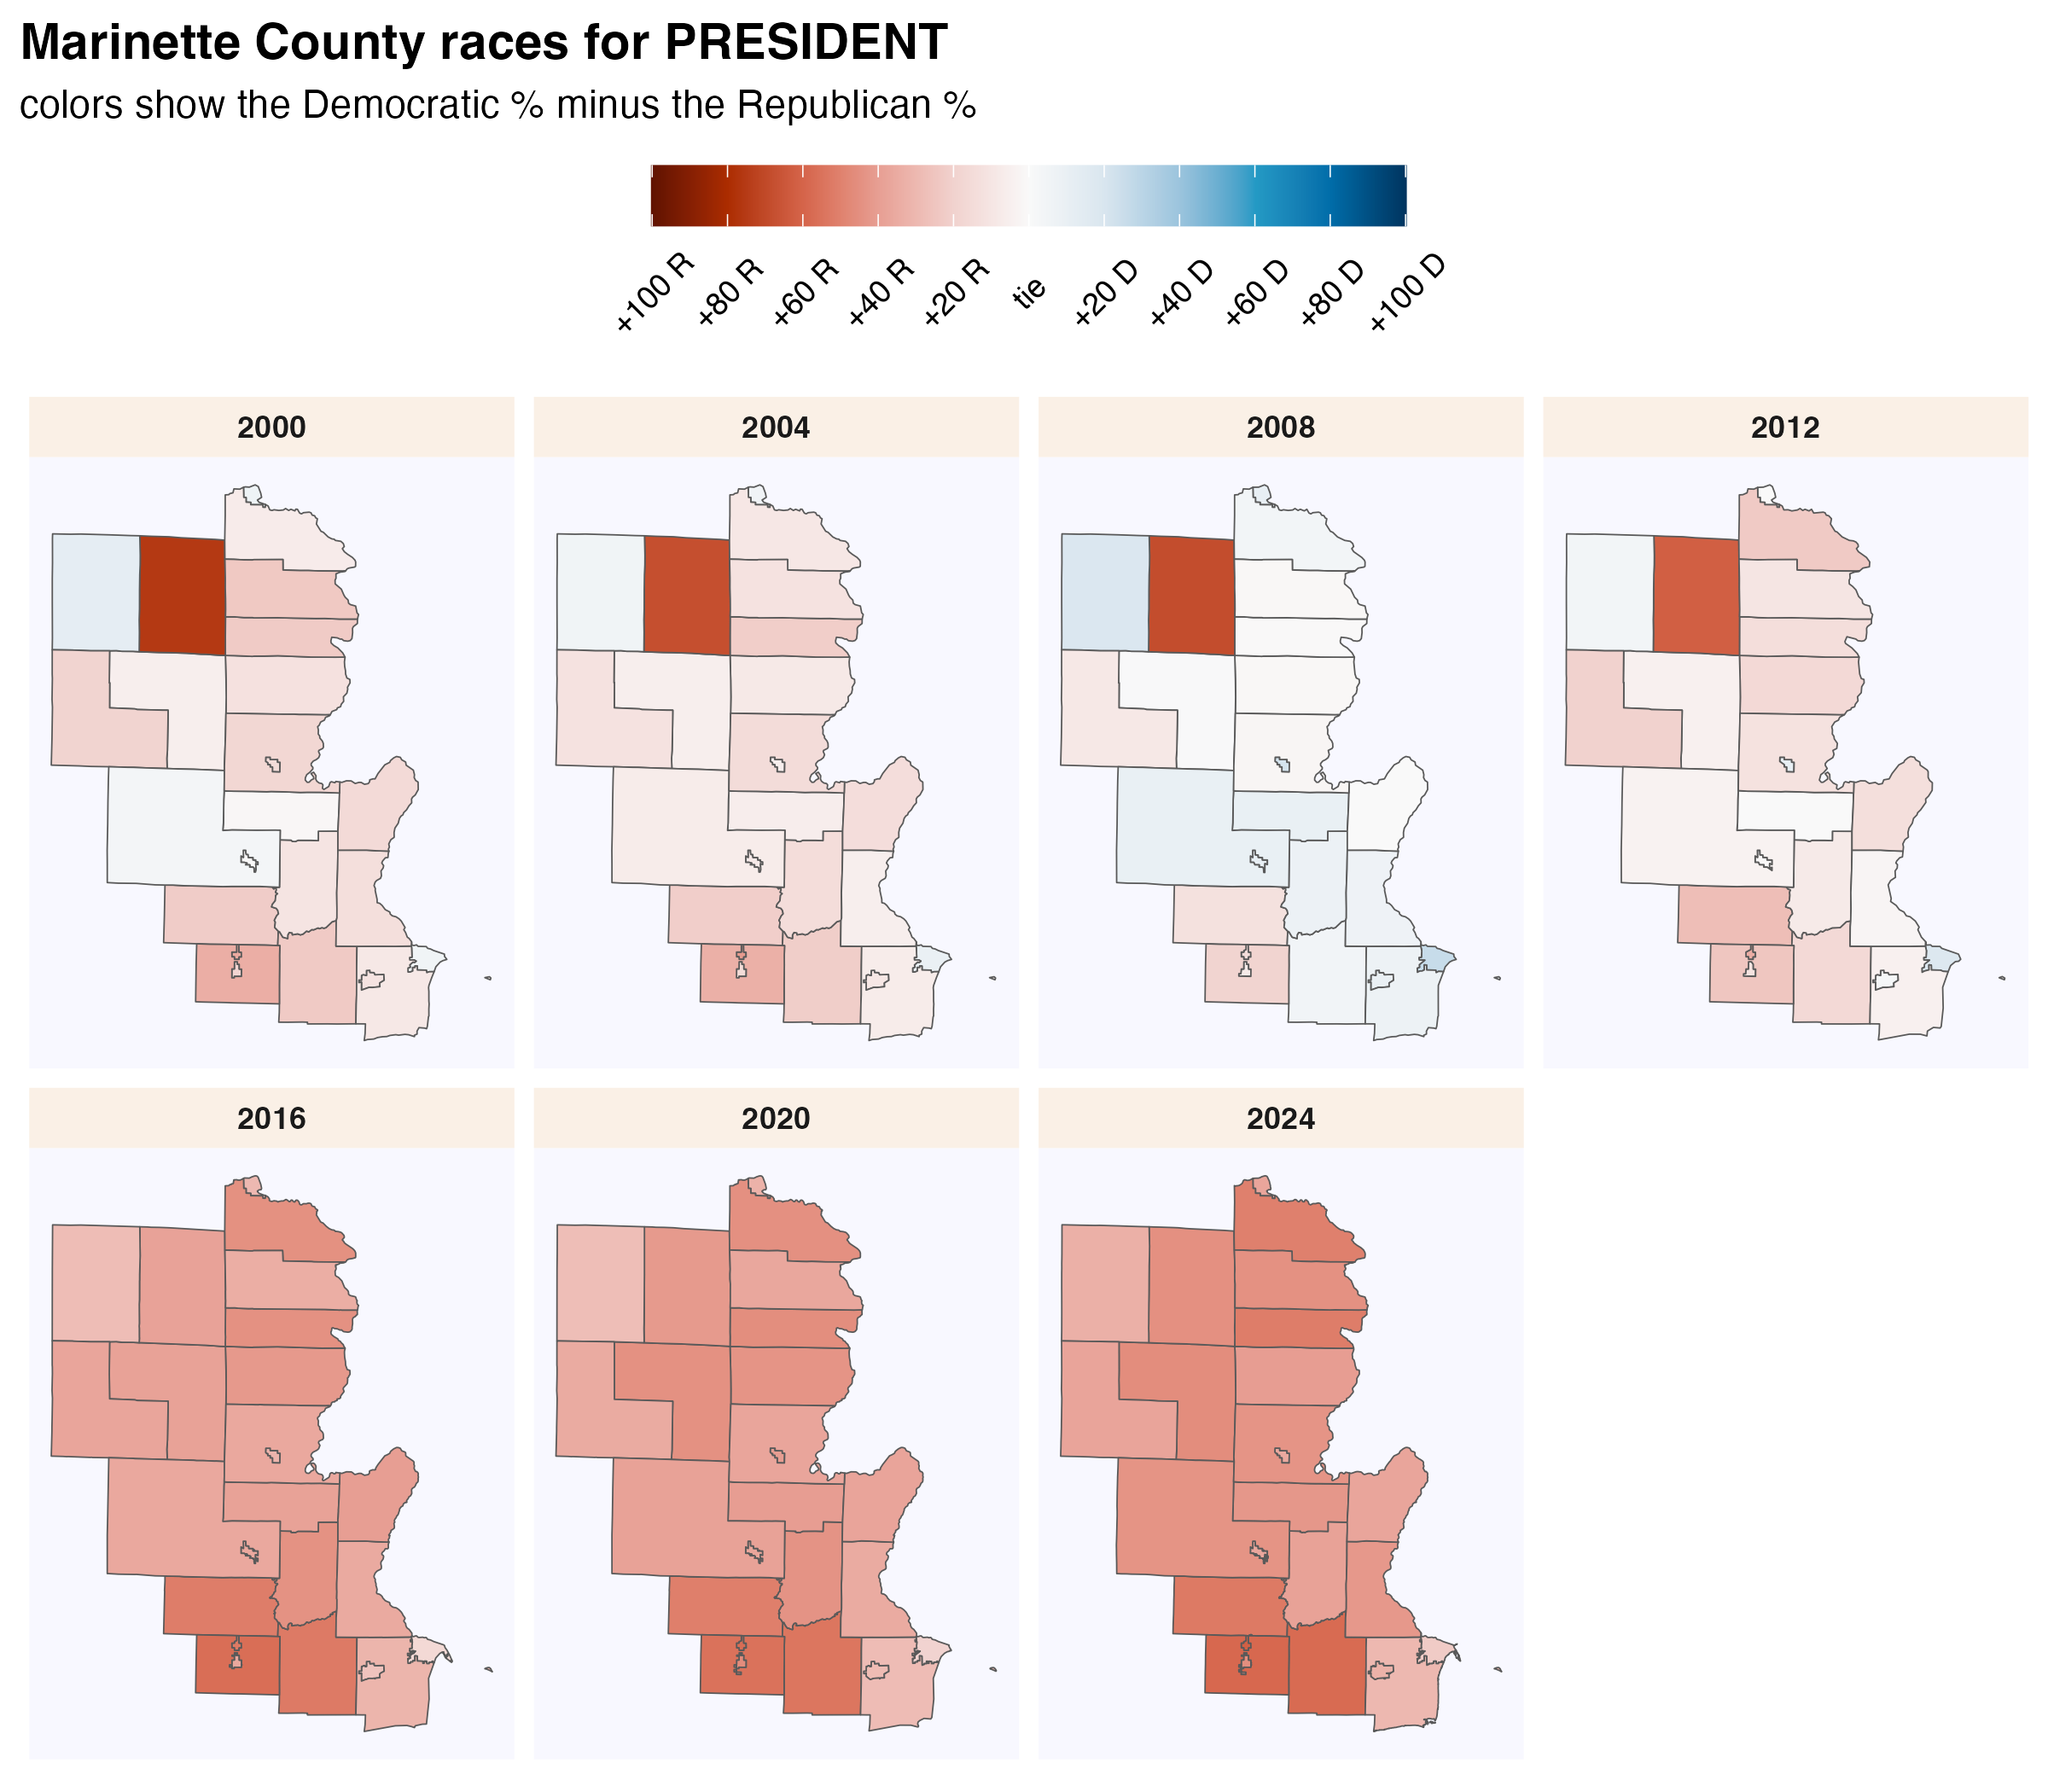 Marinette County races for PRESIDENT
colors show the Democratic % minus the Republican %
+100 R
+80 R
+60 R
+40 R
+20 R
tie
+20 D
+40 D
+60 D
+80 D
+100 D
2000
2004
2008
2012
2016
2020
2024